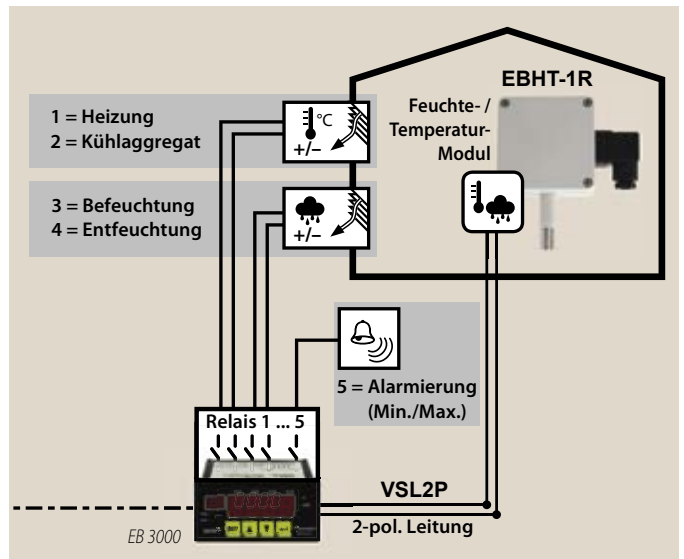 EBHT-1R
Feuchte- /
Temperatur-
Modul
1 = Heizung
2 = Kühlaggregat
°C
+/–
3 = Befeuchtung
4 = Entfeuchtung
+/–
5 = Alarmierung
(Min./Max.)
Relais 1 ... 5
VSL2P
2-pol. Leitung
EB 3000